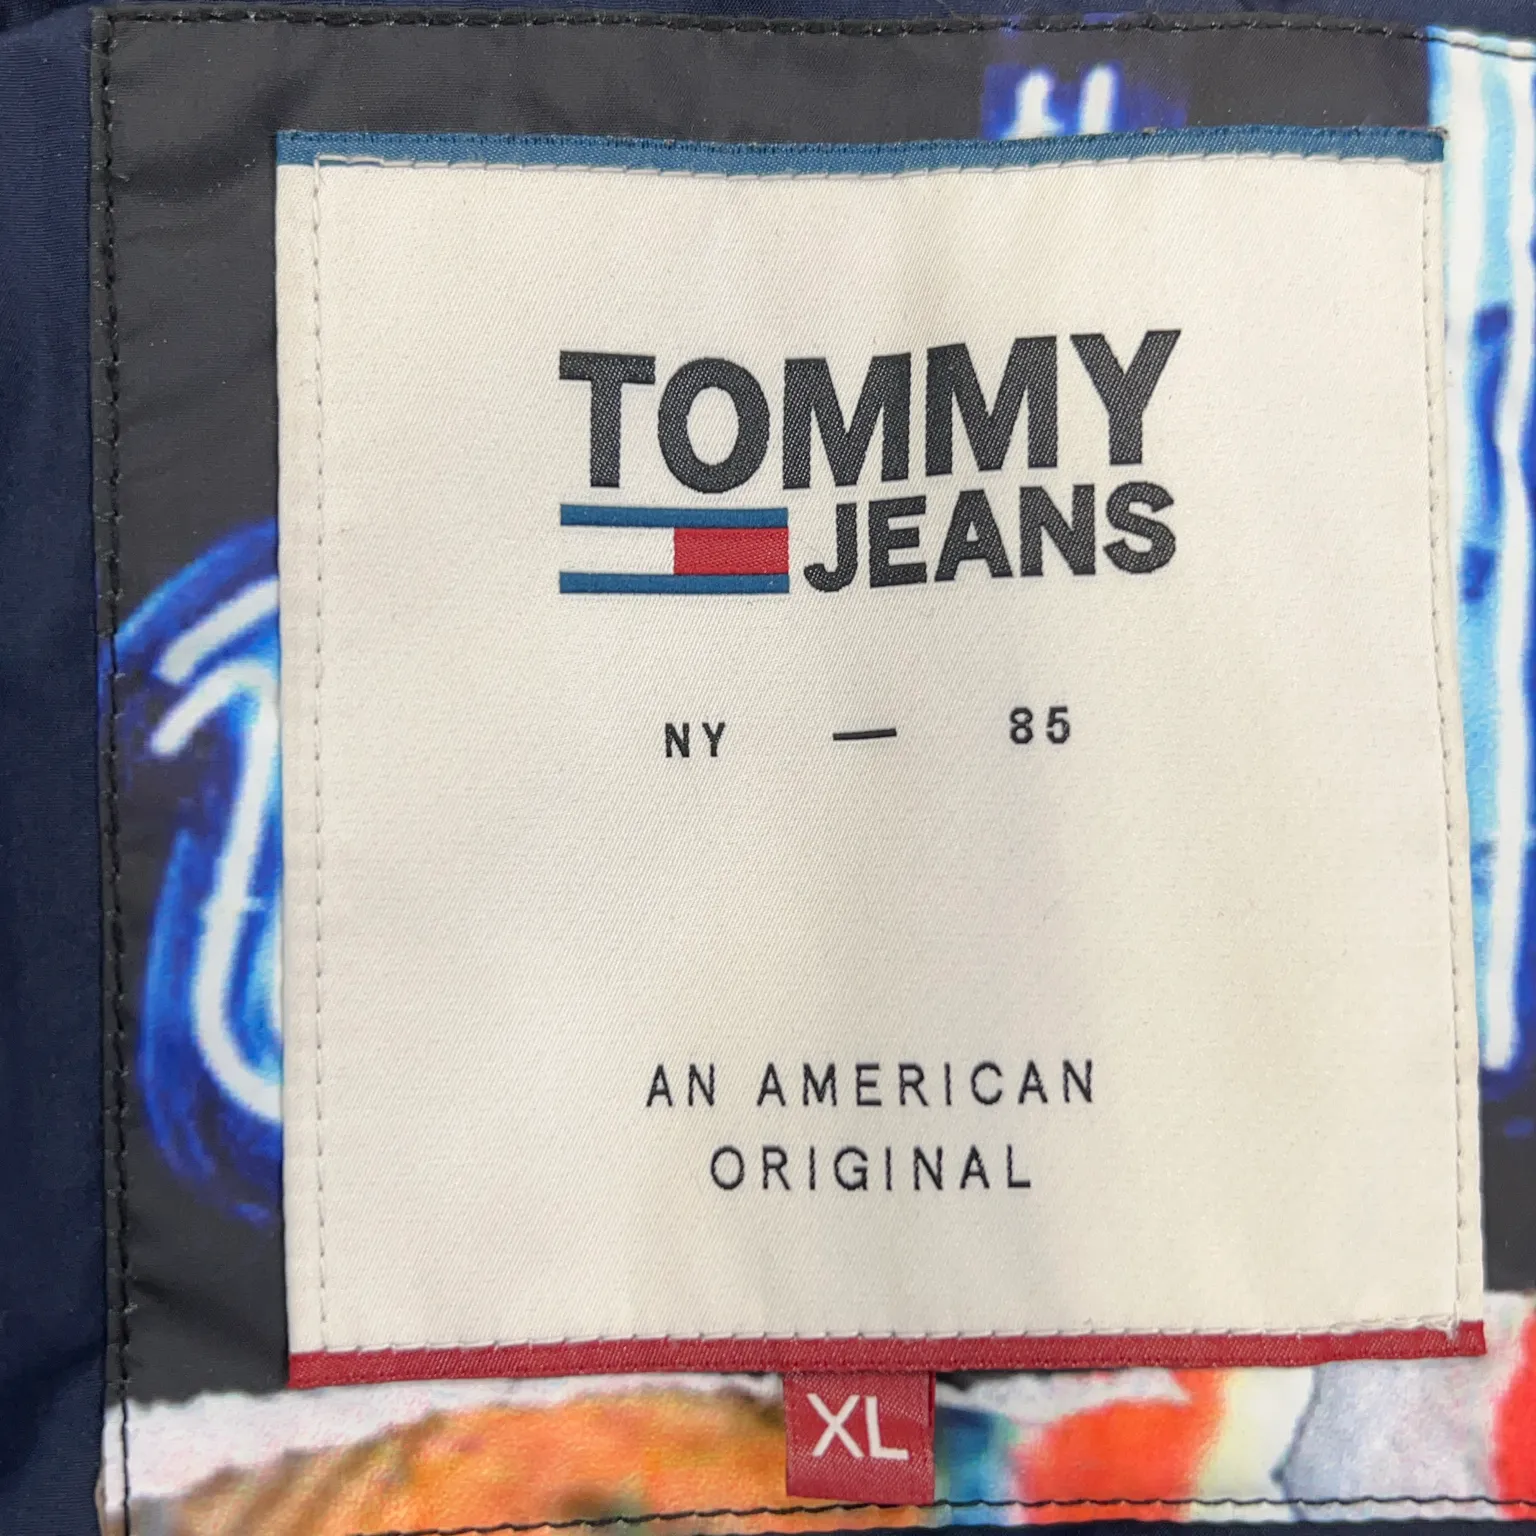 TOMMY
JEANS
NY — 85
AN AMERICAN
ORIGINAL
XL